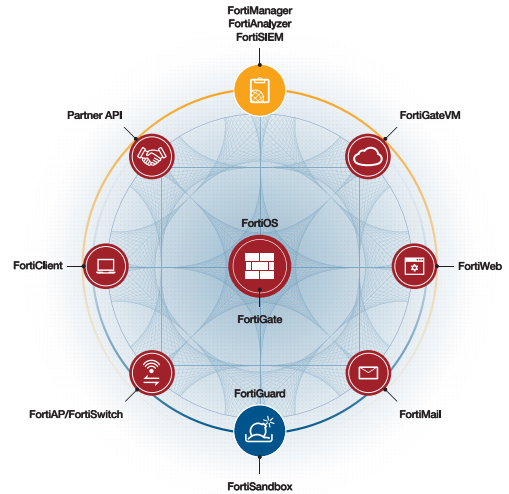 FortiManager
FortiAnalyzer
FortiSIEM
Partner API
FortiGateVM
FortiOS
FortiClient
FortiWeb
FortiGate
FortiGuard
FortiAP/FortiSwitch
FortiMail
FortiSandbox